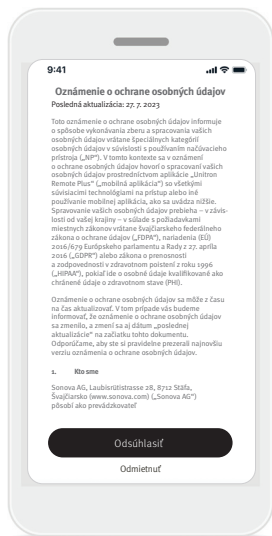 9:41
Oznámenie o ochrane osobných údajov
Posledná aktualizácia: 27. 7. 2023
Toto oznámenie o ochrane osobných údajov informuje
o spôsobe vykonávania zberu a spracovania vašich
osobných údajov vrátane špeciálnych kategórií
osobných údajov v súvislosti s používaním načúvacieho
prístroja („NP"). V tomto kontexte sa v oznámení
o ochrane osobných údajov hovorí o spracovaní vašich
osobných údajov prostredníctvom aplikácie „Unitron
Remote Plus" („mobilná aplikácia") so všetkými
súvisiacimi technológiami na prístup alebo iné
používanie mobilnej aplikácie, ako sa uvádza nižšie.
Spravovanie vašich osobných údajov prebieha – v závis-
losti od vašej krajiny – v súlade s požiadavkami
miestnych zákonov vrátane švajčiarskeho federálneho
zákona o ochrane údajov („FDPA"), nariadenia (EÚ)
2016/679 Európskeho parlamentu a Rady z 27. apríla
2016 („GDPR") alebo zákona o prenosnosti
a zodpovednosti v zdravotnom poistení z roku 1996
(„HIPAA"), pokiaľ ide o osobné údaje kvalifikované ako
chránené údaje o zdravotnom stave (PHI).
Oznámenie o ochrane osobných údajov sa môže z času
na čas aktualizovať. V tom prípade vás budeme
informovať, že oznámenie o ochrane osobných údajov
sa zmenilo, a zmení sa aj dátum „poslednej
aktualizácie" na začiatku tohto dokumentu.
Odporúčame, aby ste si pravidelne prezerali najnovšiu
verziu oznámenia o ochrane osobných údajov.
1. Kto sme
Sonova AG, Laubisrütistrasse 28, 8712 Stäfa,
Švajčiarsko (www.sonova.com) („Sonova AG")
pôsobí ako prevádzkovateľ
Odsúhlasiť
Odmietnuť